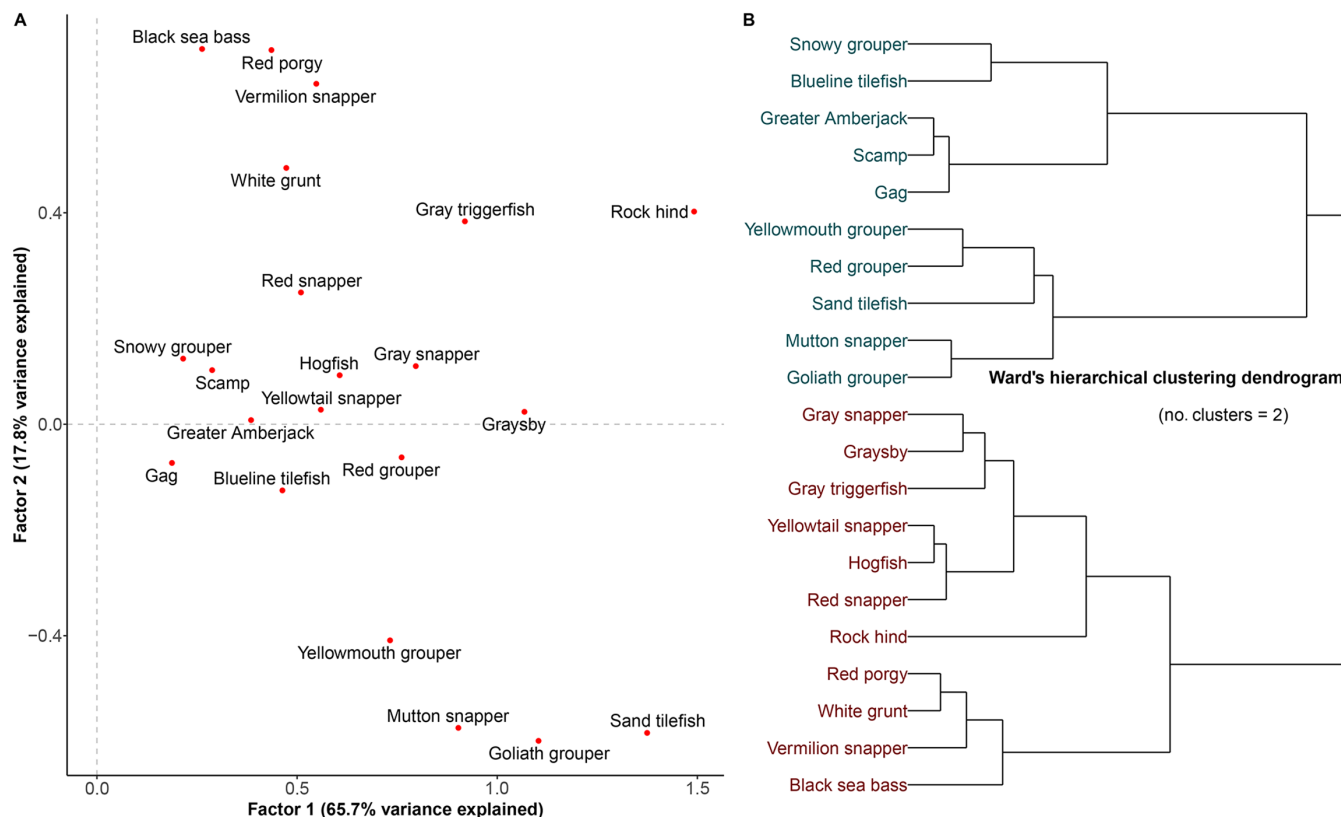 A
Black sea bass
Red porgy
Vermilion snapper
White grunt
Gray triggerfish
Rock hind
Red snapper
Snowy grouper
Scamp
Hogfish
Gray snapper
Yellowtail snapper
Greater Amberjack
Graysby
Gag
Blueline tilefish
Red grouper
Yellowmouth grouper
Mutton snapper
Sand tilefish
Goliath grouper
0.4
0.0
−0.4
Factor 2 (17.8% variance explained)
0.0
0.5
1.0
1.5
Factor 1 (65.7% variance explained)
B
Snowy grouper
Blueline tilefish
Greater Amberjack
Scamp
Gag
Yellowmouth grouper
Red grouper
Sand tilefish
Mutton snapper
Goliath grouper
Gray snapper
Graysby
Gray triggerfish
Yellowtail snapper
Hogfish
Red snapper
Rock hind
Red porgy
White grunt
Vermilion snapper
Black sea bass
Ward's hierarchical clustering dendrogram
(no. clusters = 2)